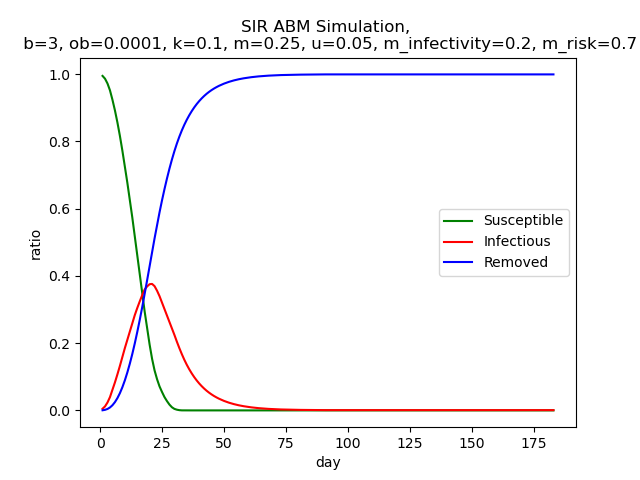 SIR ABM Simulation,
b=3, ob=0.0001, k=0.1, m=0.25, u=0.05, m_infectivity=0.2, m_risk=0.7
1.0
0.8
0.6
0.4
0.2
0.0
ratio
Susceptible
Infectious
Removed
0 25 50 75 100 125 150 175
day